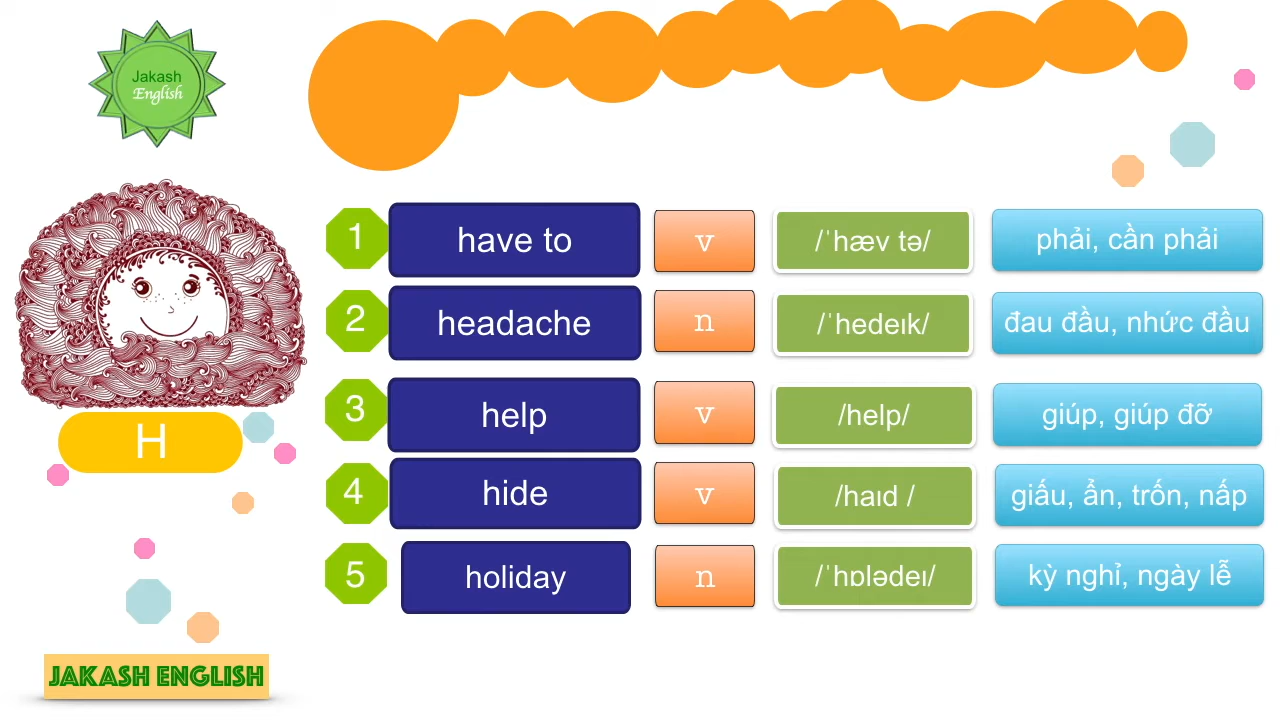 Jakash
English
1 have to v /ˈhæv tə/ phải, cần phải
2 headache n /ˈhedeɪk/ đau đầu, nhức đầu
3 help v /help/ giúp, giúp đỡ
H
4 hide v /haɪd / giấu, ẩn, trốn, nấp
5 holiday n /ˈhɒlədeɪ/ kỳ nghỉ, ngày lễ
JAKASH ENGLISH